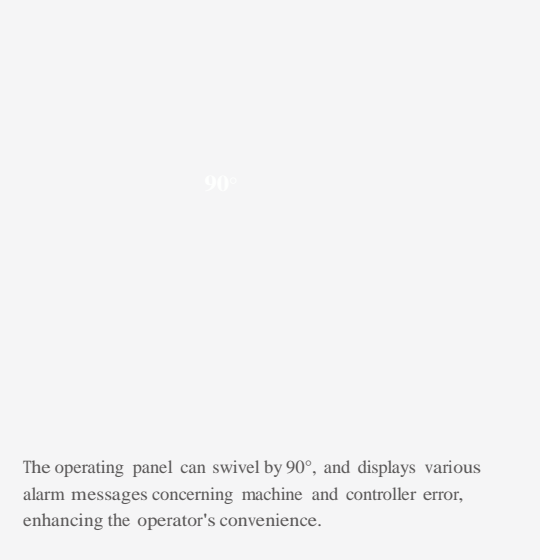 90°
The operating panel can swivel by 90°, and displays various
alarm messages concerning machine and controller error,
enhancing the operator's convenience.